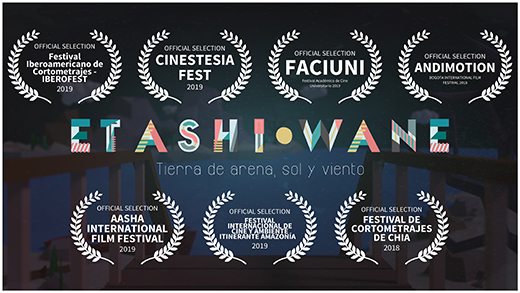 OFFICIAL SELECTION
Festival
Iberoamericano de
Cortometrajes -
IBEROFEST
2019
OFFICIAL SELECTION
CINESTESIA
FEST
2019
OFFICIAL SELECTION
FACIUNI
Festival Académico de Cine
Universitario 2019
OFFICIAL SELECTION
ANDIMOTION
BOGOTA INTERNATIONAL FILM
FESTIVAL 2019
ETASHI•WANE
Tierra de arena, sol y viento
OFFICIAL SELECTION
AASHA
INTERNATIONAL
FILM FESTIVAL
2019
OFFICIAL SELECTION
FESTIVAL
INTERNACIONAL DE
CINE Y AMBIENTE
ITINERANTE AMAZONÍA
2019
OFFICIAL SELECTION
FESTIVAL DE
CORTOMETRAJES
DE CHIA
2018